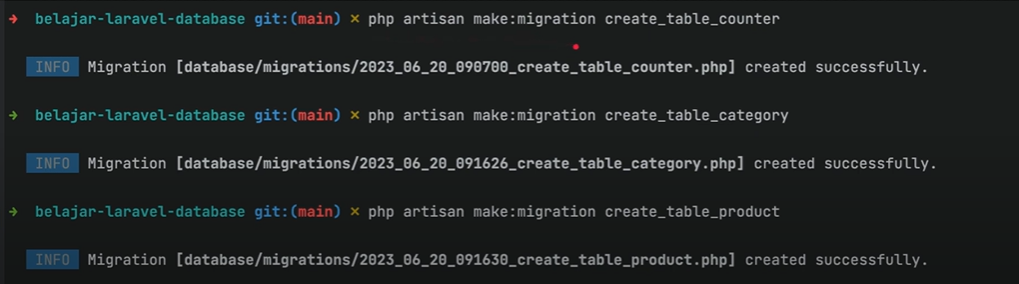 ➜ belajar-laravel-database git:(main) ✗ php artisan make:migration create_table_counter
INFO Migration [database/migrations/2023_06_20_090700_create_table_counter.php] created successfully.
➜ belajar-laravel-database git:(main) ✗ php artisan make:migration create_table_category
INFO Migration [database/migrations/2023_06_20_091626_create_table_category.php] created successfully.
➜ belajar-laravel-database git:(main) ✗ php artisan make:migration create_table_product
INFO Migration [database/migrations/2023_06_20_091630_create_table_product.php] created successfully.